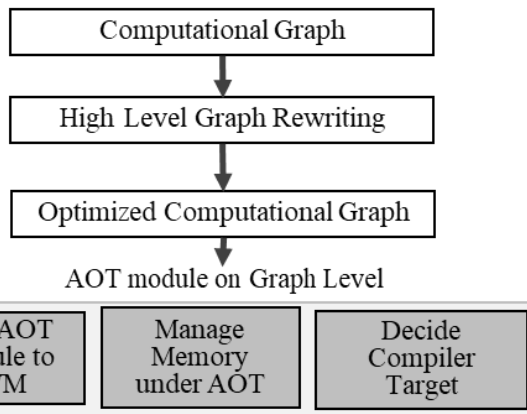 Computational Graph
High Level Graph Rewriting
Optimized Computational Graph
AOT module on Graph Level
AOT
to
Manage
Memory
under AOT
Decide
Compiler
Target